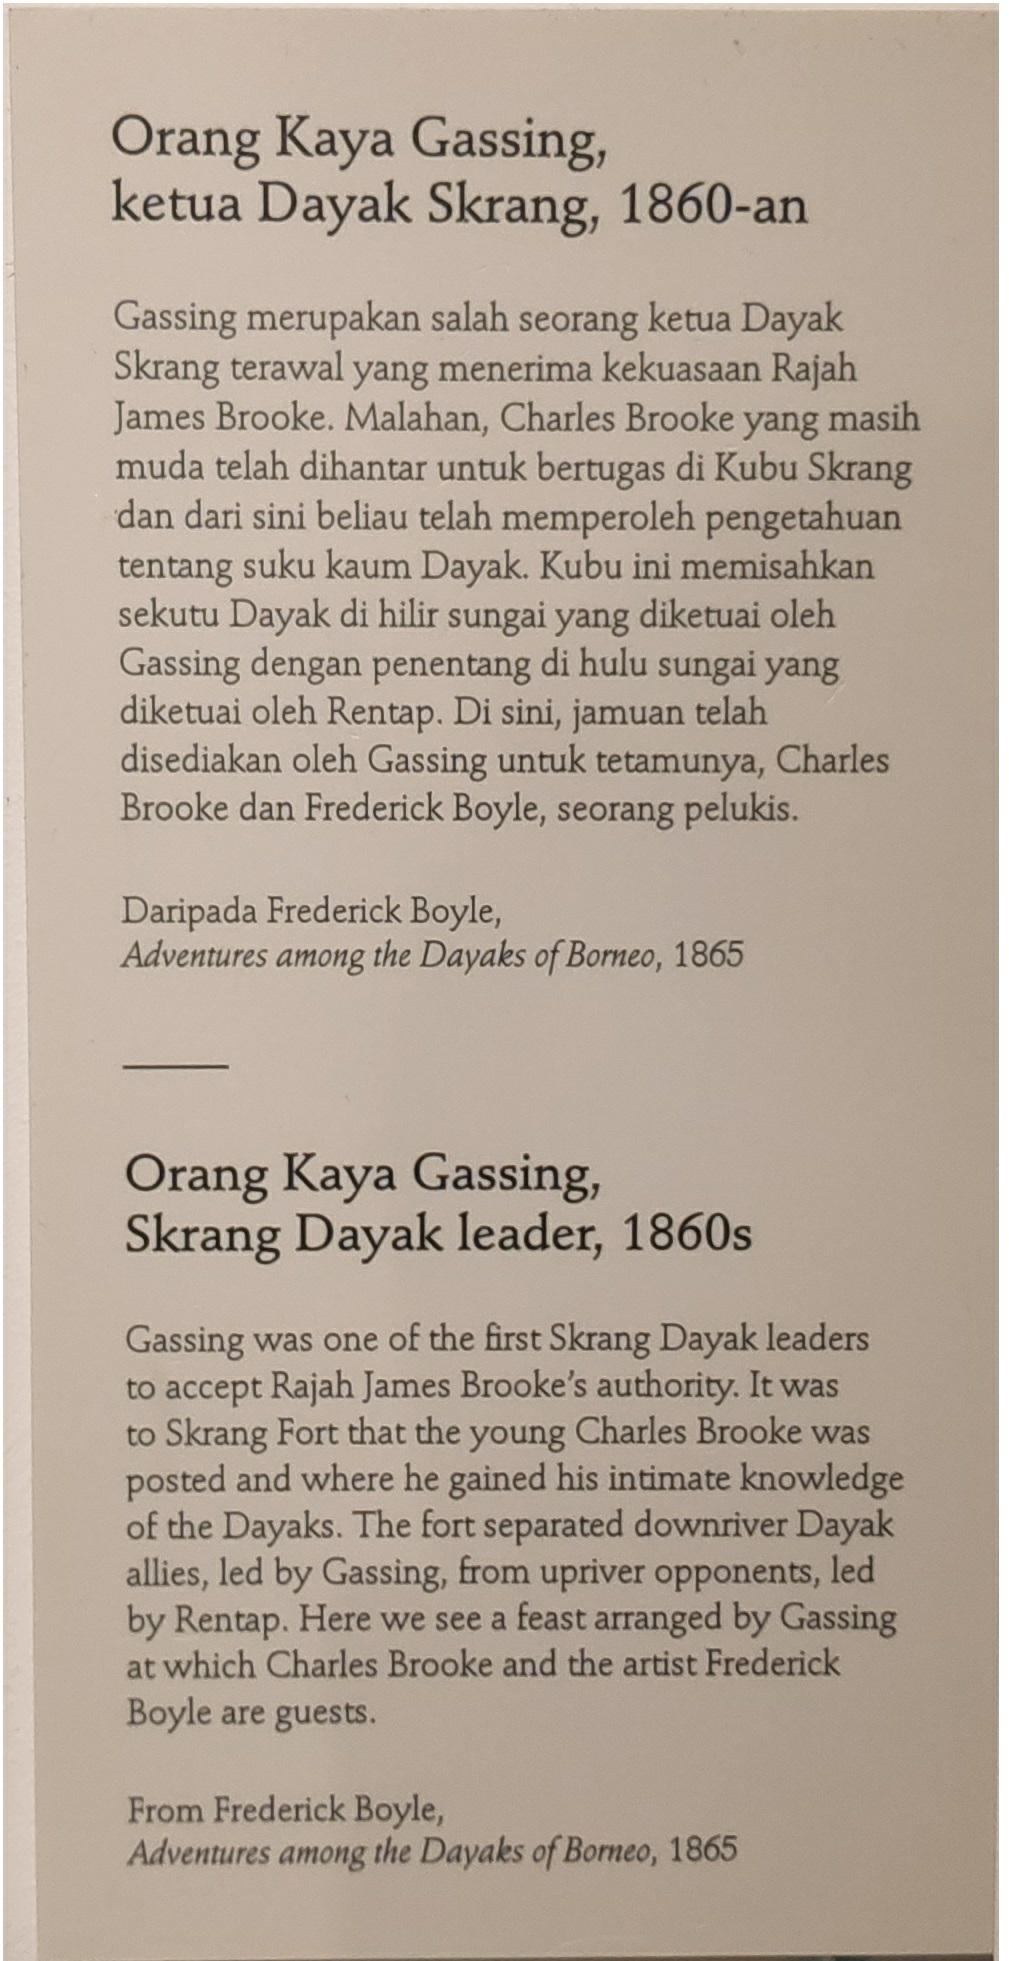 Orang Kaya Gassing,
ketua Dayak Skrang, 1860-an
Gassing merupakan salah seorang ketua Dayak
Skrang terawal yang menerima kekuasaan Rajah
James Brooke. Malahan, Charles Brooke yang masih
muda telah dihantar untuk bertugas di Kubu Skrang
dan dari sini beliau telah memperoleh pengetahuan
tentang suku kaum Dayak. Kubu ini memisahkan
sekutu Dayak di hilir sungai yang diketuai oleh
Gassing dengan penentang di hulu sungai yang
diketuai oleh Rentap. Di sini, jamuan telah
disediakan oleh Gassing untuk tetamunya, Charles
Brooke dan Frederick Boyle, seorang pelukis.
Daripada Frederick Boyle,
Adventures among the Dayaks of Borneo, 1865
Orang Kaya Gassing,
Skrang Dayak leader, 1860s
Gassing was one of the first Skrang Dayak leaders
to accept Rajah James Brooke's authority. It was
to Skrang Fort that the young Charles Brooke was
posted and where he gained his intimate knowledge
of the Dayaks. The fort separated downriver Dayak
allies, led by Gassing, from upriver opponents, led
by Rentap. Here we see a feast arranged by Gassing
at which Charles Brooke and the artist Frederick
Boyle are guests.
From Frederick Boyle,
Adventures among the Dayaks of Borneo, 1865